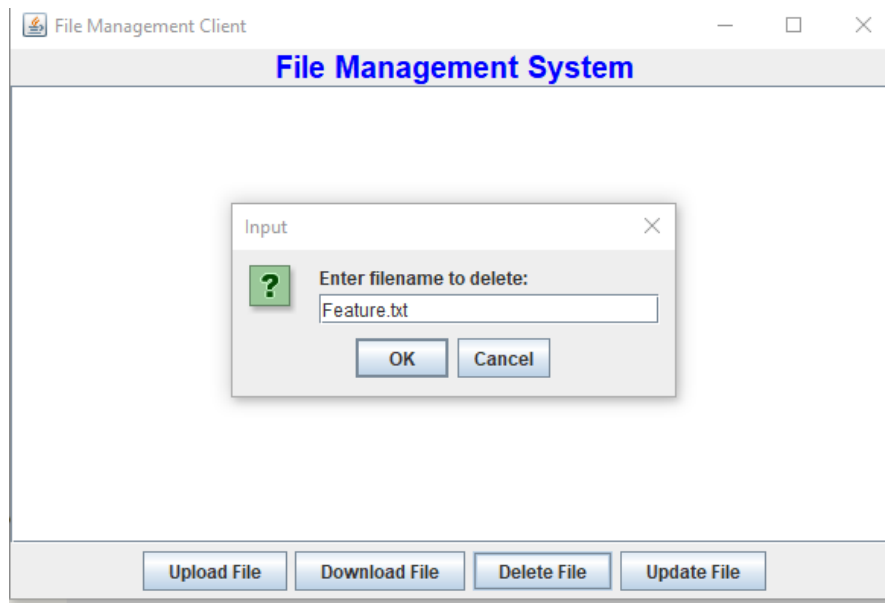 File Management Client
File Management System
Input
?
Enter filename to delete:
Feature.txt
OK Cancel
Upload File Download File Delete File Update File